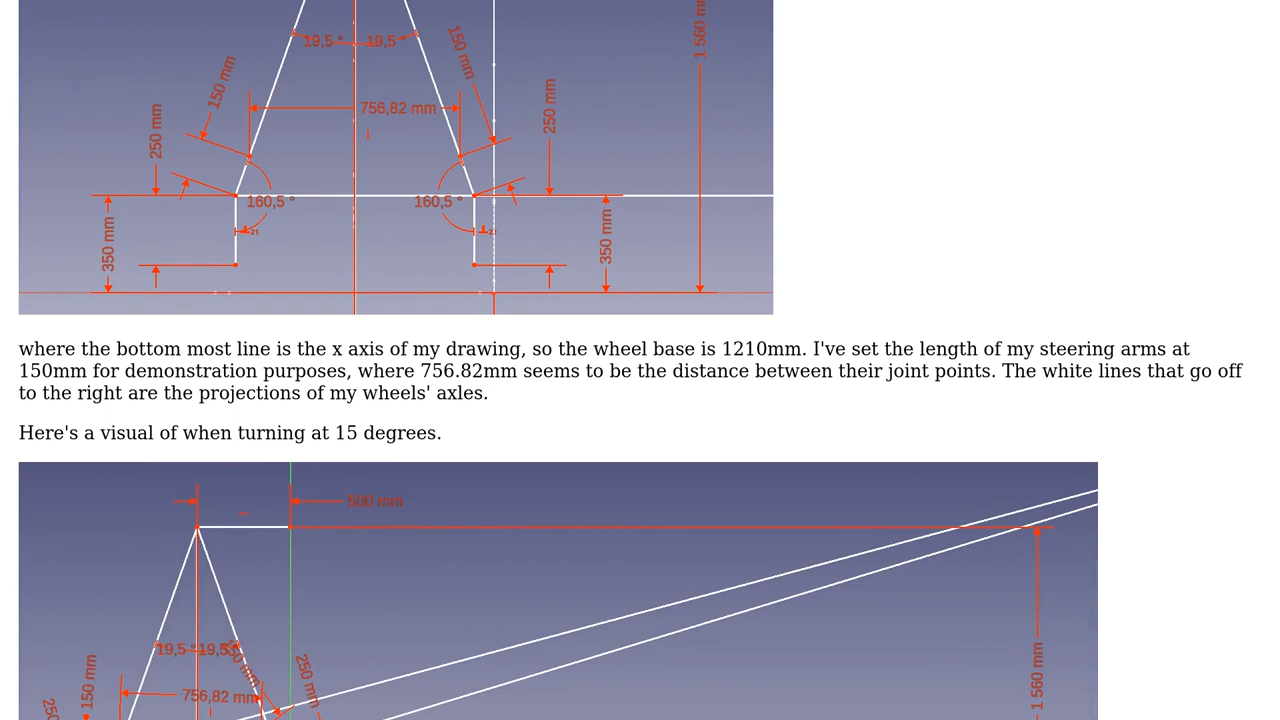 1 560 mm
19,5 °
19,5 °
150 mm
150 mm
756,82 mm
250 mm
250 mm
160,5 °
160,5 °
21
350 mm
350 mm
where the bottom most line is the x axis of my drawing, so the wheel base is 1210mm. I've set the length of my steering arms at
150mm for demonstration purposes, where 756.82mm seems to be the distance between their joint points. The white lines that go off
to the right are the projections of my wheels' axles.
Here's a visual of when turning at 15 degrees.
500 mm
19,5 °
19,5
250 mm
150 mm
756,82 mm
1 560 mm